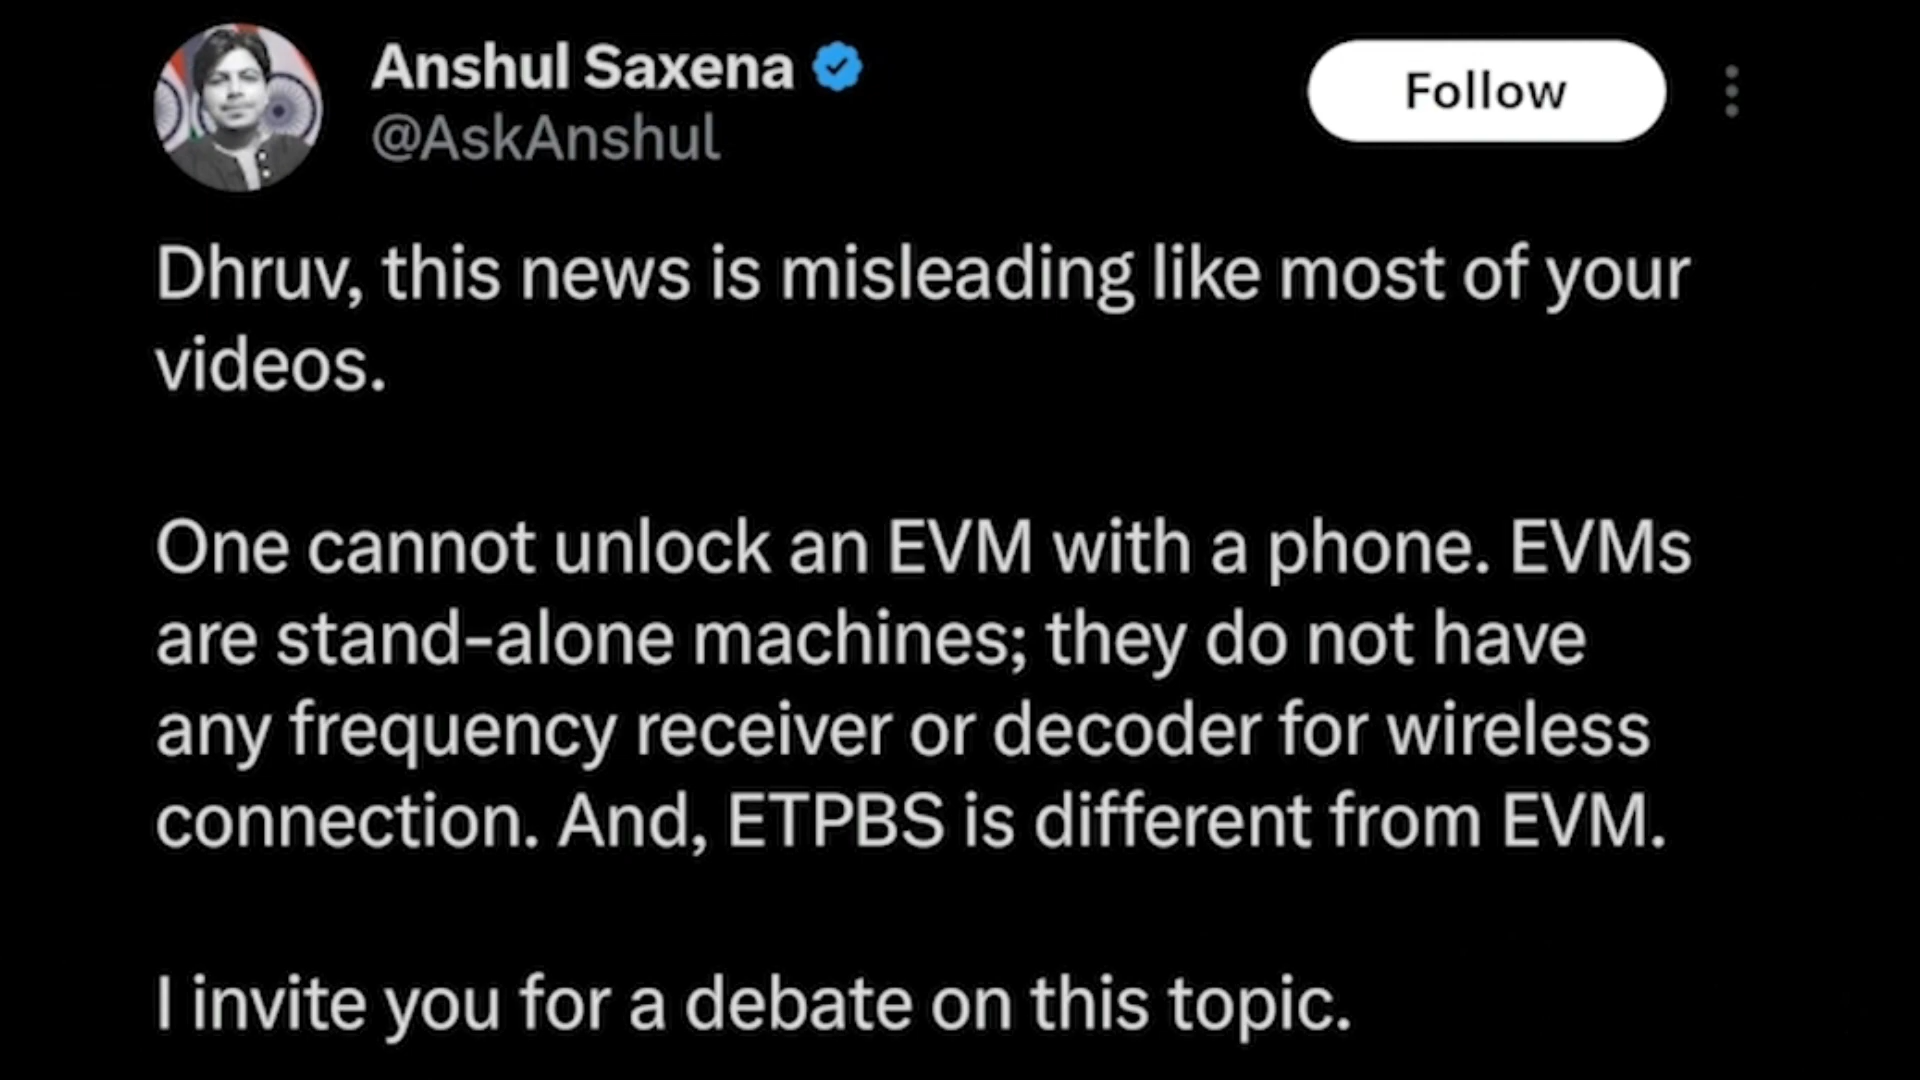 Anshul Saxena
Follow
@AskAnshul
Dhruv, this news is misleading like most of your
videos.
One cannot unlock an EVM with a phone. EVMs
are stand-alone machines; they do not have
any frequency receiver or decoder for wireless
connection. And, ETPBS is different from EVM.
I invite you for a debate on this topic.